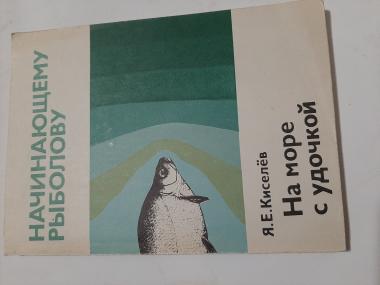 НАЧИНАЮЩЕМУ
РЫБОЛОВУ
Я.Е.Киселёв
На море
с удочкой